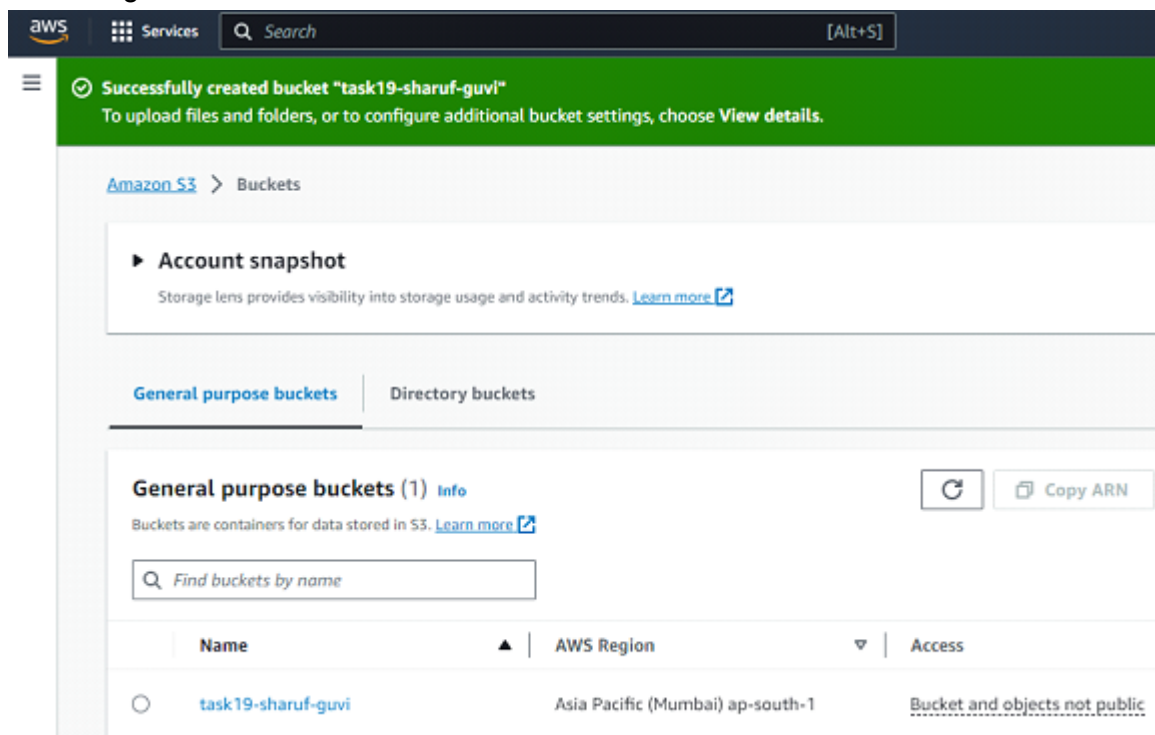 aws Services Search [Alt+S]
Successfully created bucket "task19-sharuf-guvi"
To upload files and folders, or to configure additional bucket settings, choose View details.
Amazon S3 > Buckets
Account snapshot
Storage lens provides visibility into storage usage and activity trends. Learn more
General purpose buckets Directory buckets
General purpose buckets (1) Info
Copy ARN
Buckets are containers for data stored in S3. Learn more
Find buckets by name
Name AWS Region Access
task19-sharuf-guvi Asia Pacific (Mumbai) ap-south-1 Bucket and objects not public